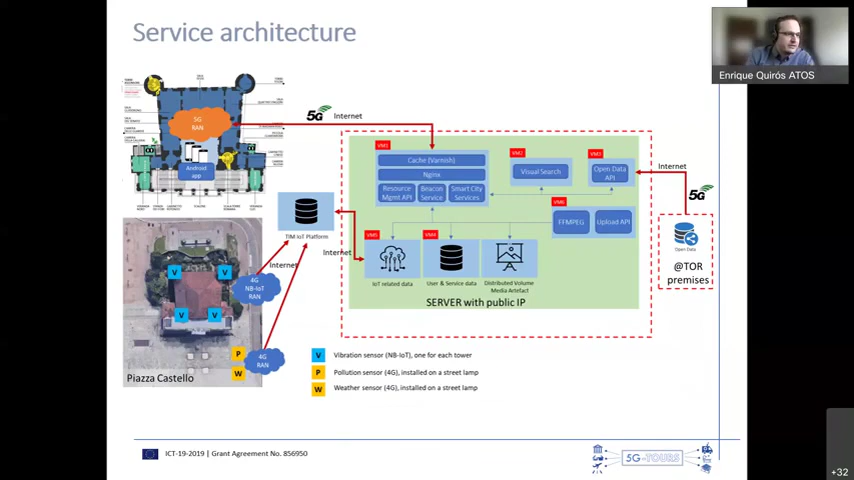 Service architecture
Enrique Quirós ATOS
5G
RAN
Android
app
5G
Internet
VM1
Cache (Varnish)
Nginx
Resource
Mgmt API
Beacon
Service
Smart City
Services
VM2
Visual Search
VM3
Open Data
API
Internet
5G
VM6
FFMPEG
Upload API
TIM IoT Platform
Internet
VM5
IoT related data
VM4
User & Service data
Distributed Volume
Media Artefact
SERVER with public IP
Open Data
@TOR
premises
V
V
V
V
Internet
4G
NB-IoT
RAN
P
W
4G
RAN
Piazza Castello
V Vibration sensor (NB-IoT), one for each tower
P Pollution sensor (4G), installed on a street lamp
W Weather sensor (4G), installed on a street lamp
ICT-19-2019 | Grant Agreement No. 856950
5G-TOURS
+32